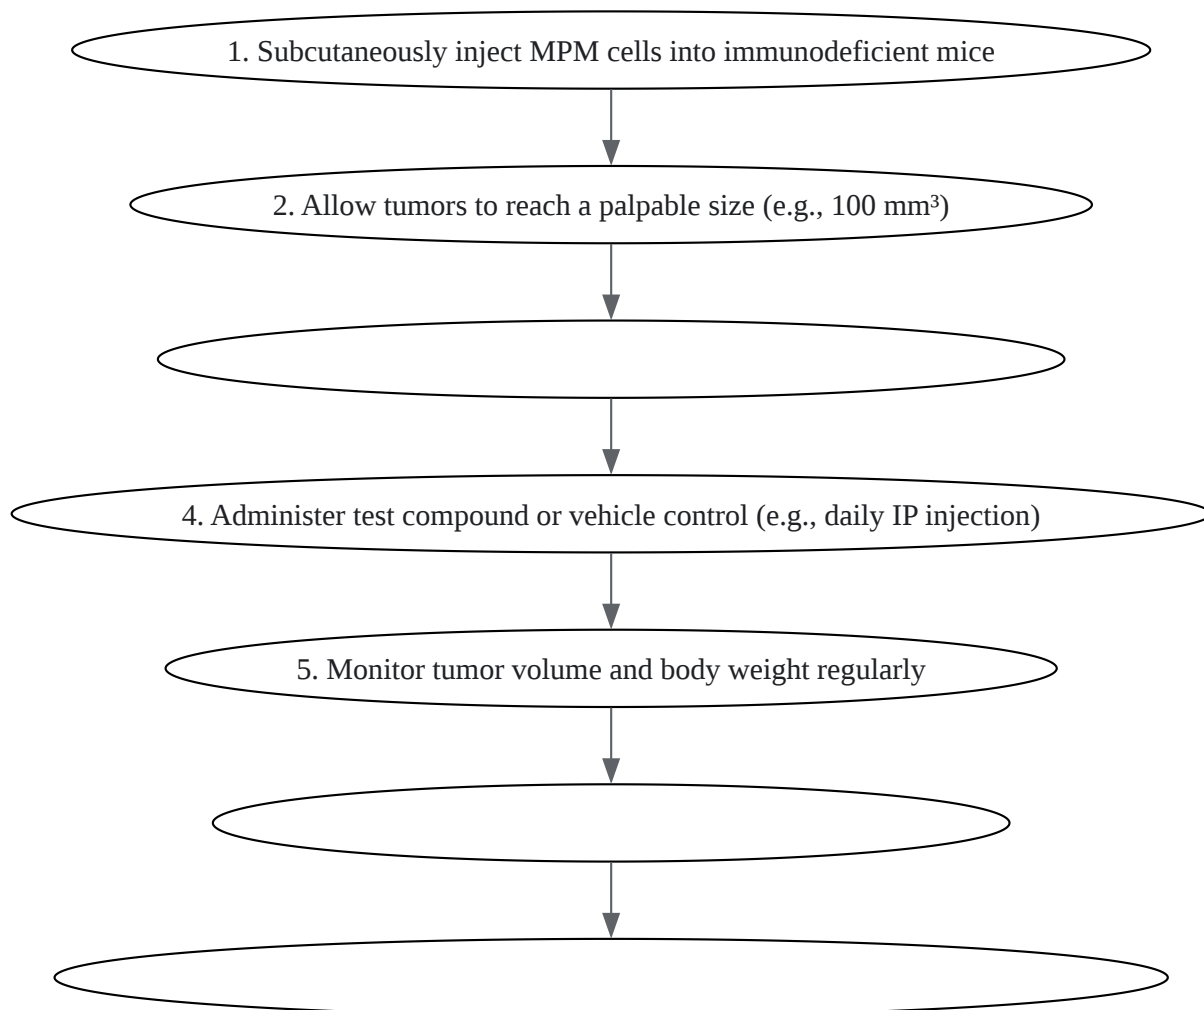 1. Subcutaneously inject MPM cells into immunodeficient mice
2. Allow tumors to reach a palpable size (e.g., 100 mm³)
4. Administer test compound or vehicle control (e.g., daily IP injection)
5. Monitor tumor volume and body weight regularly